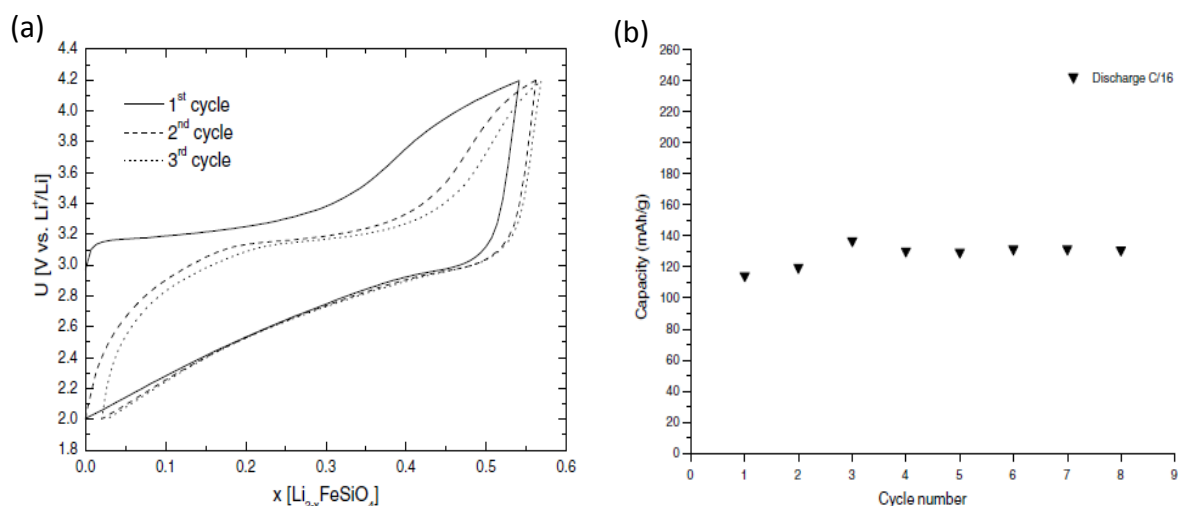 (a)
4.4
4.2
4.0
3.8
3.6
3.4
3.2
3.0
2.8
2.6
2.4
2.2
2.0
1.8
U [V vs. Li⁺/Li]
1ˢᵗ cycle
2ⁿᵈ cycle
3ʳᵈ cycle
0.0 0.1 0.2 0.3 0.4 0.5 0.6
x [Li₂₋ₓFeSiO₄]
(b)
260
240
220
200
180
160
140
120
100
80
60
40
20
0
Capacity (mAh/g)
Discharge C/16
0 1 2 3 4 5 6 7 8 9
Cycle number